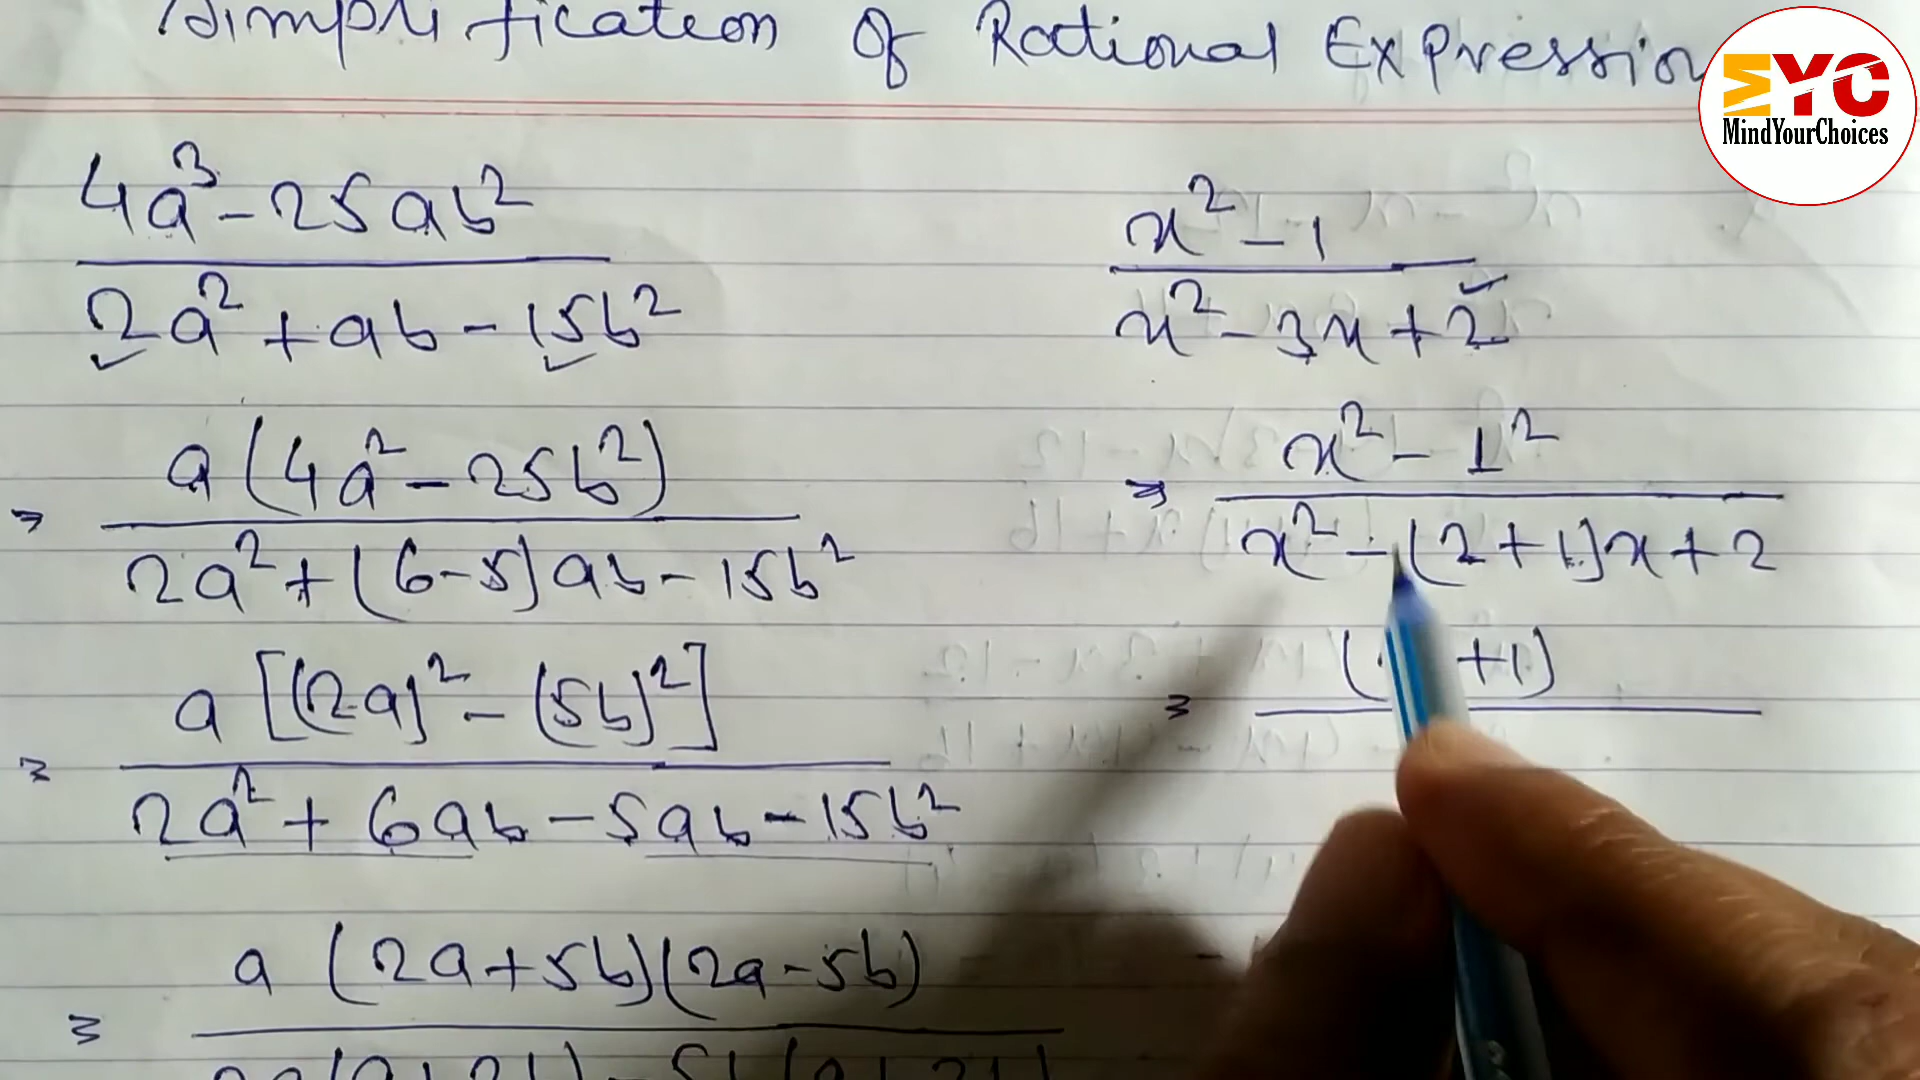 Simplification Of Rational Expression
MYC
MindYourChoices
4a³ - 25ab²
2a² + ab - 15b²
⇒ a(4a² - 25b²)
2a² + (6-5)ab - 15b²
= a[(2a)² - (5b)²]
2a² + 6ab - 5ab - 15b²
= a(2a+5b)(2a-5b)
x² - 1
x² - 3x + 2
⇒ x² - 1²
x² - (2+1)x + 2
= ( +1)